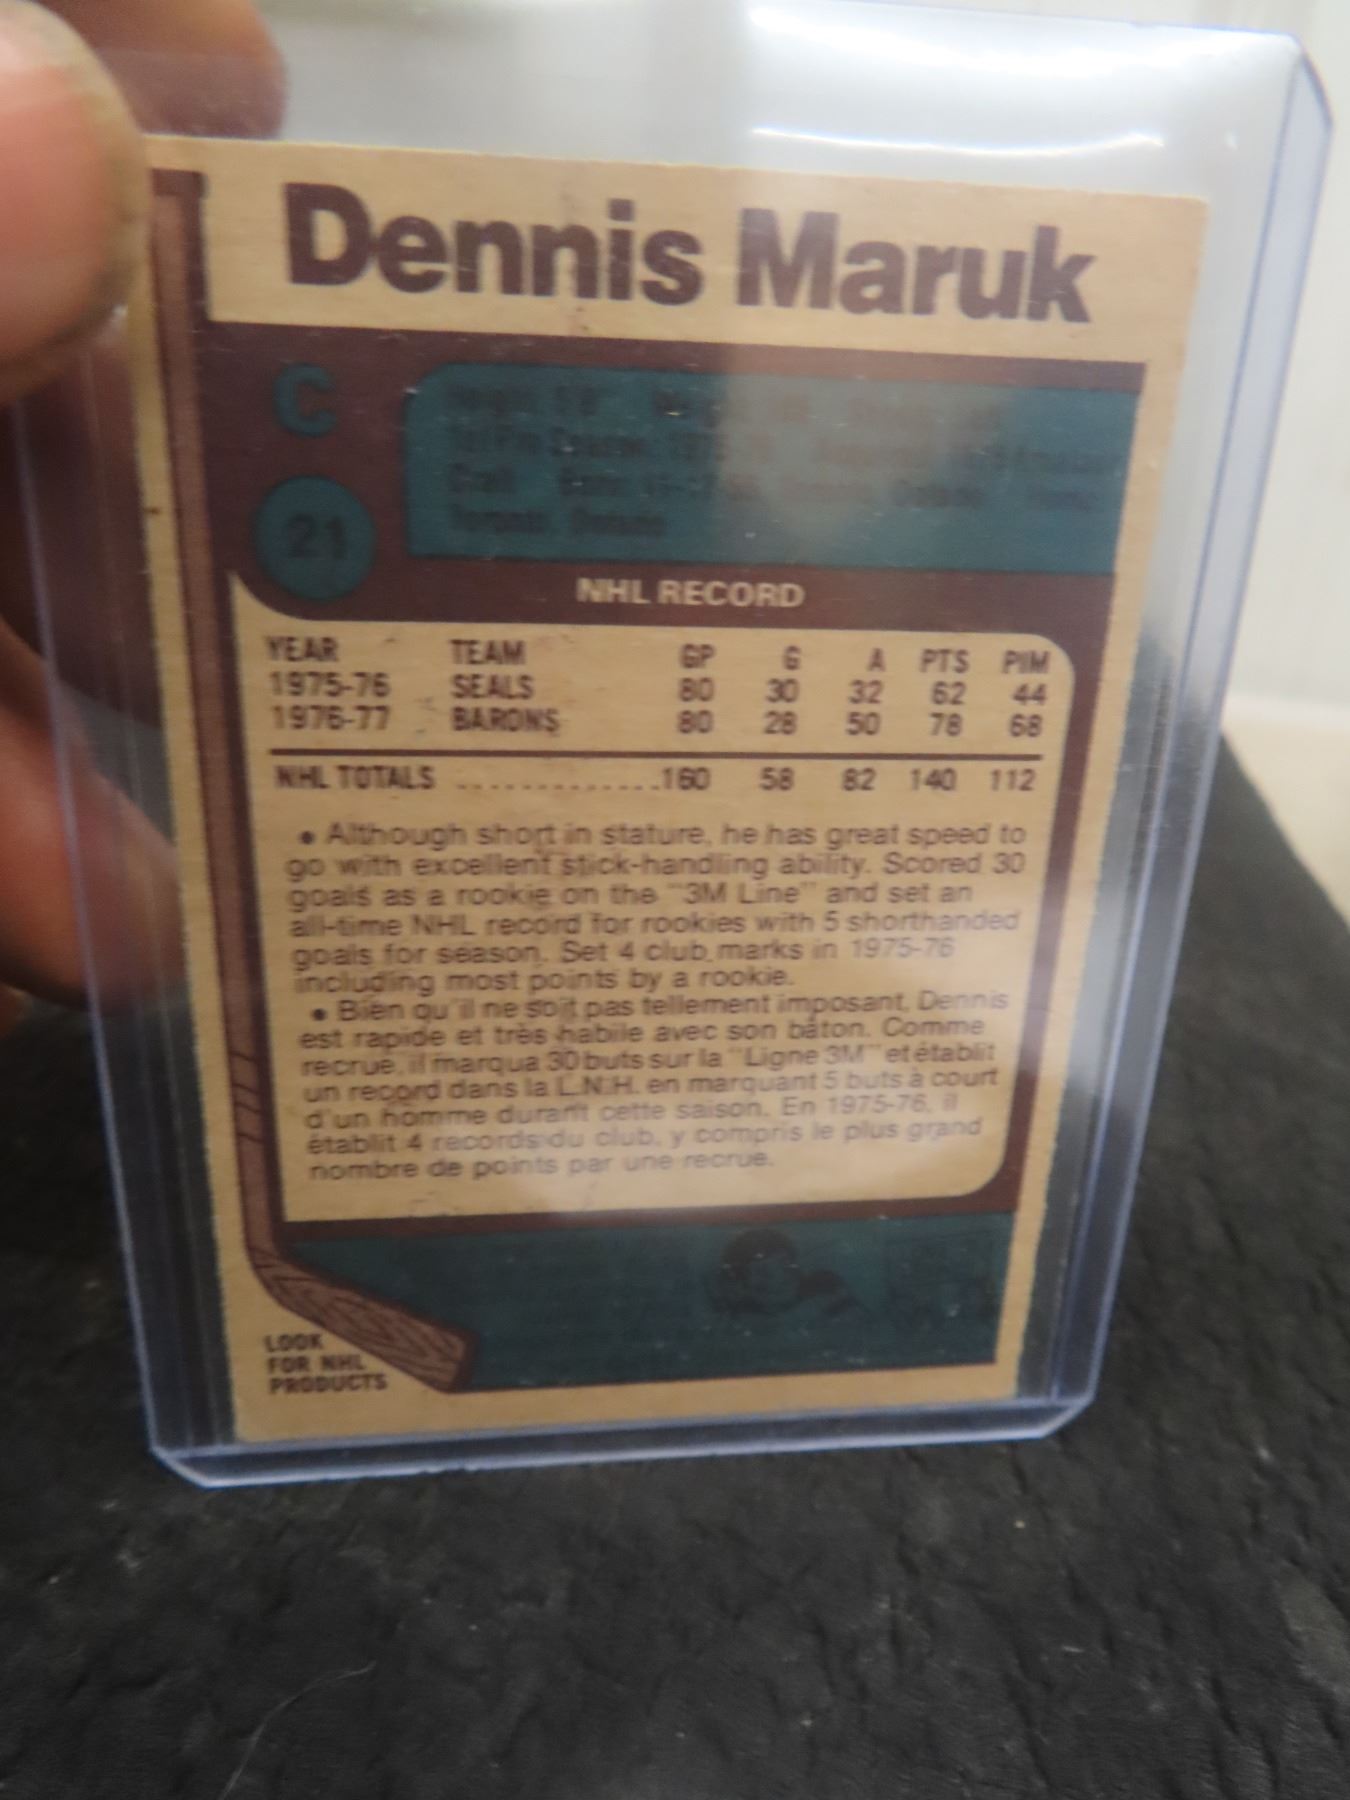 Dennis Maruk
C
21
Toronto, Ontario
NHL RECORD
YEAR TEAM GP G A PTS PIM
1975-76 SEALS 80 30 32 62 44
1976-77 BARONS 80 28 50 78 68
NHL TOTALS ............. 160 58 82 140 112
• Although short in stature, he has great speed to
go with excellent stick-handling ability. Scored 30
goals as a rookie on the "3M Line" and set an
all-time NHL record for rookies with 5 shorthanded
goals for season. Set 4 club marks in 1975-76
including most points by a rookie.
• Bien qu'il ne soit pas tellement imposant, Dennis
est rapide et très habile avec son bâton. Comme
recrue, il marqua 30 buts sur la "Ligne 3M" et établit
un record dans la L.N.H. en marquant 5 buts à court
d'un homme durant cette saison. En 1975-76, il
établit 4 records du club, y compris le plus grand
nombre de points par une recrue.
LOOK
FOR NHL
PRODUCTS